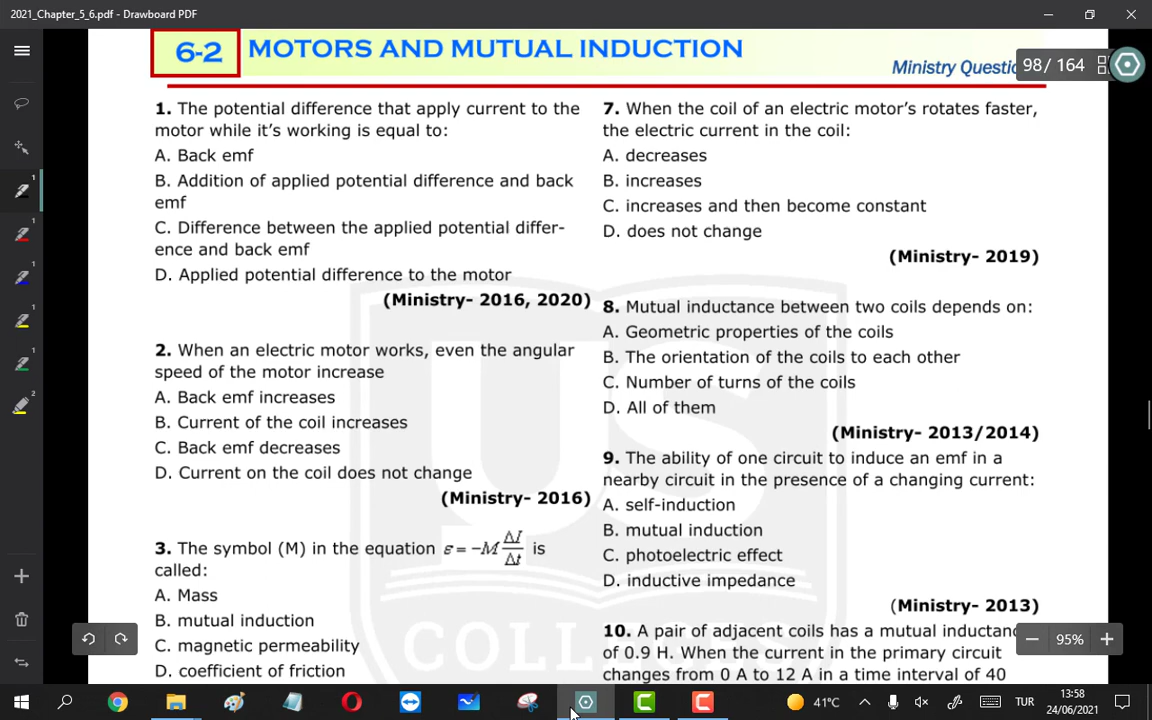 2021_Chapter_5_6.pdf - Drawboard PDF
6-2 MOTORS AND MUTUAL INDUCTION
Ministry
98 / 164
1. The potential difference that apply current to the
motor while it's working is equal to:
A. Back emf
B. Addition of applied potential difference and back
emf
C. Difference between the applied potential differ-
ence and back emf
D. Applied potential difference to the motor
(Ministry- 2016, 2020)
2. When an electric motor works, even the angular
speed of the motor increase
A. Back emf increases
B. Current of the coil increases
C. Back emf decreases
D. Current on the coil does not change
(Ministry- 2016)
3. The symbol (M) in the equation ε = −M ΔI/Δt is
called:
A. Mass
B. mutual induction
C. magnetic permeability
D. coefficient of friction
7. When the coil of an electric motor's rotates faster,
the electric current in the coil:
A. decreases
B. increases
C. increases and then become constant
D. does not change
(Ministry- 2019)
8. Mutual inductance between two coils depends on:
A. Geometric properties of the coils
B. The orientation of the coils to each other
C. Number of turns of the coils
D. All of them
(Ministry- 2013/2014)
9. The ability of one circuit to induce an emf in a
nearby circuit in the presence of a changing current:
A. self-induction
B. mutual induction
C. photoelectric effect
D. inductive impedance
(Ministry- 2013)
10. A pair of adjacent coils has a mutual
of 0.9 H. When the current in the primary circuit
changes from 0 A to 12 A in a time interval of 40
US
COLLEGES
1
1
1
1
1
2
95%
41°C
TUR
13:58
24/06/2021